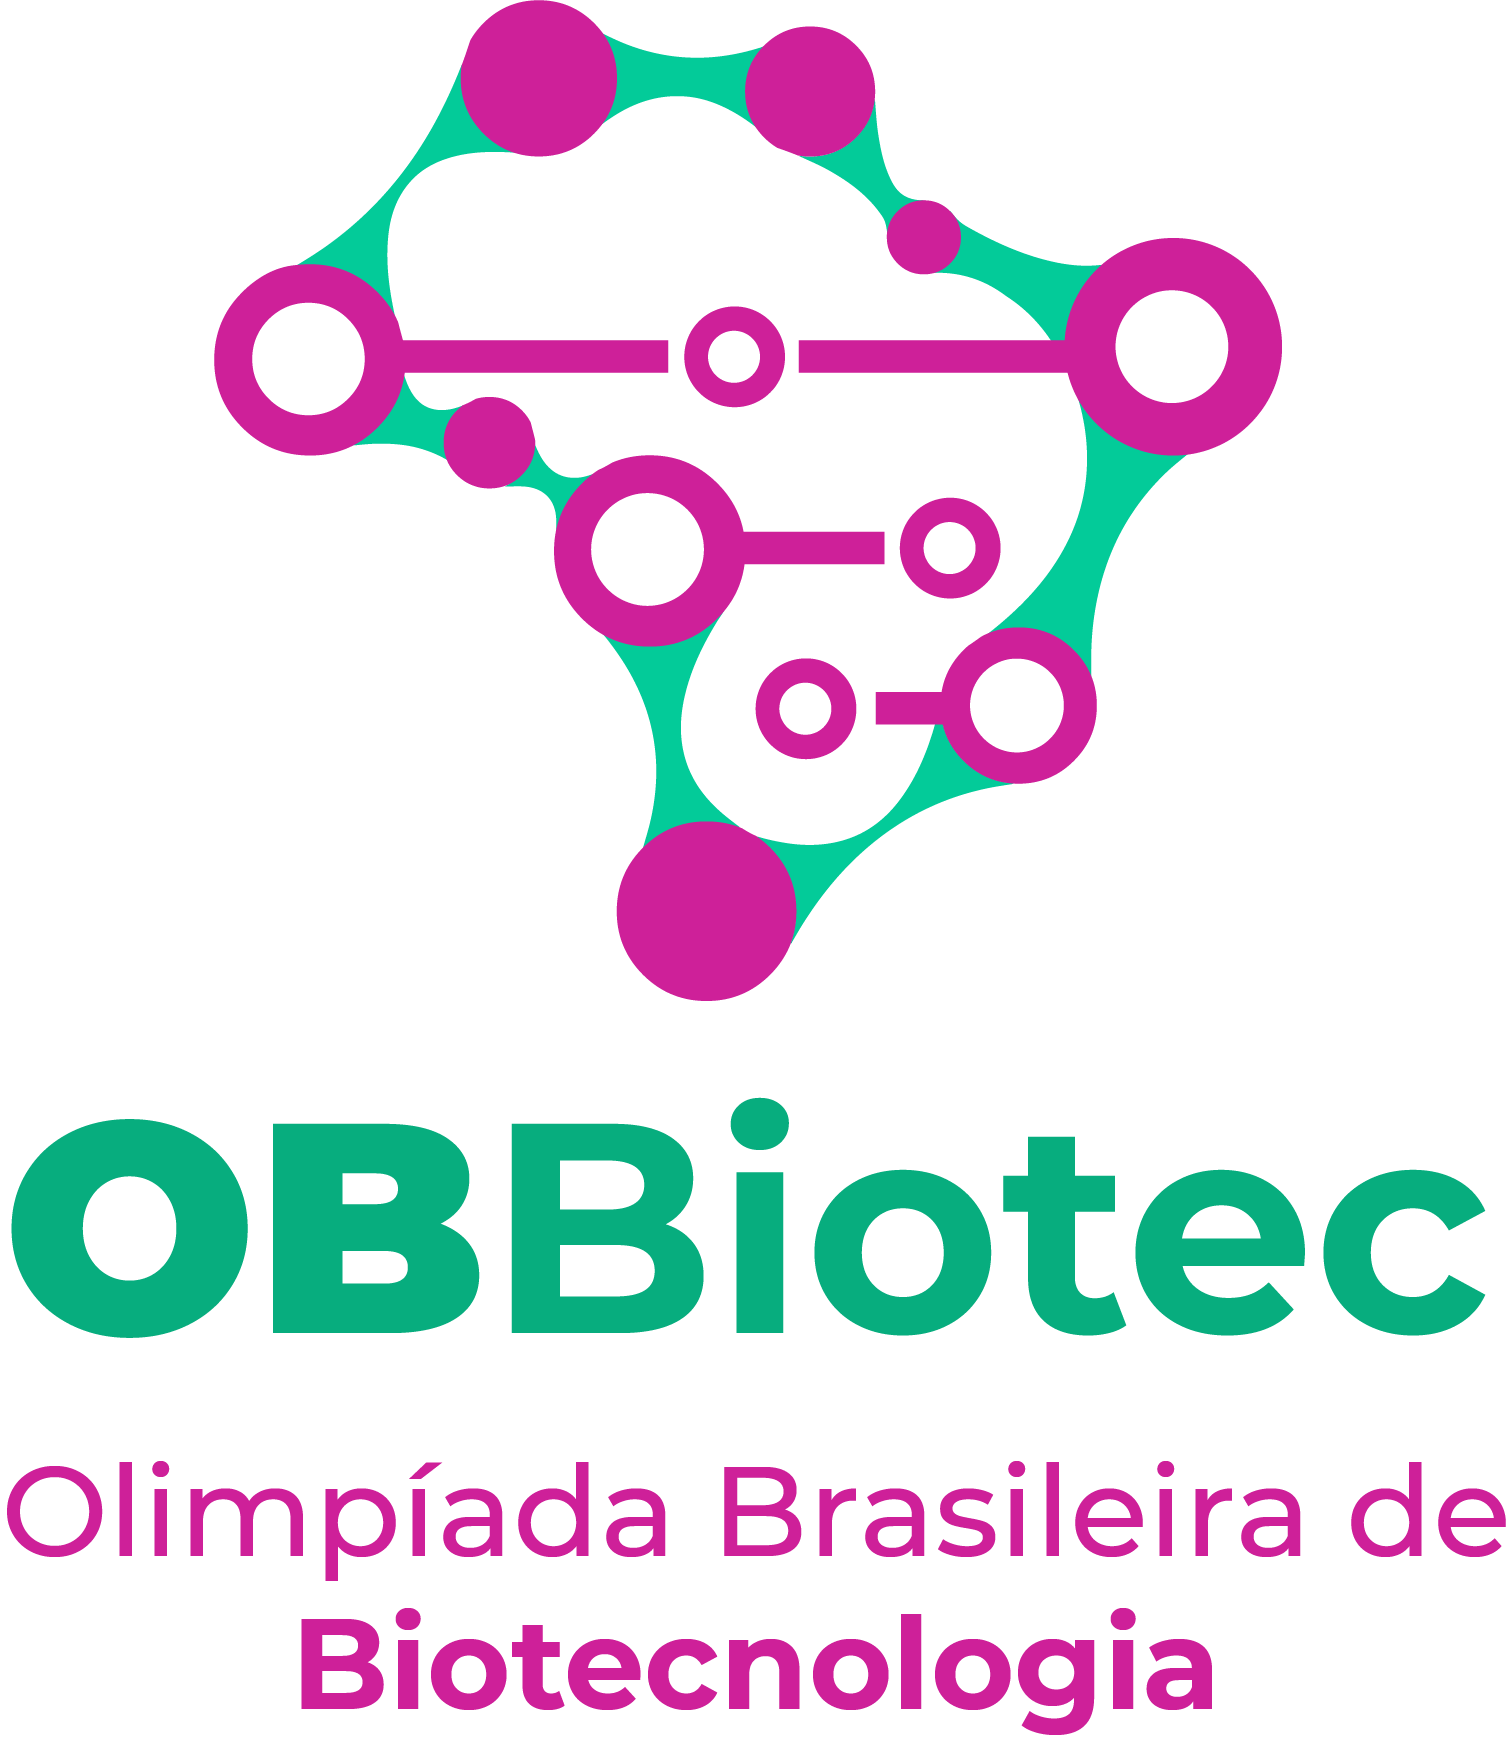 OBBiotec
Olimpíada Brasileira de
Biotecnologia